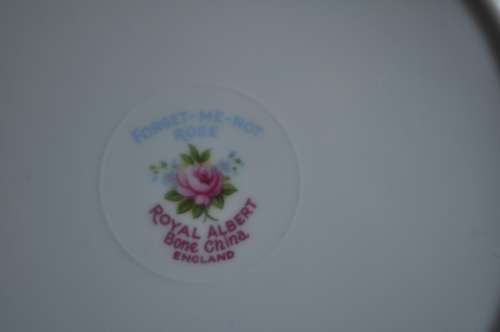 FORGET-ME-NOT
ROSE
ROYAL ALBERT
Bone China
ENGLAND